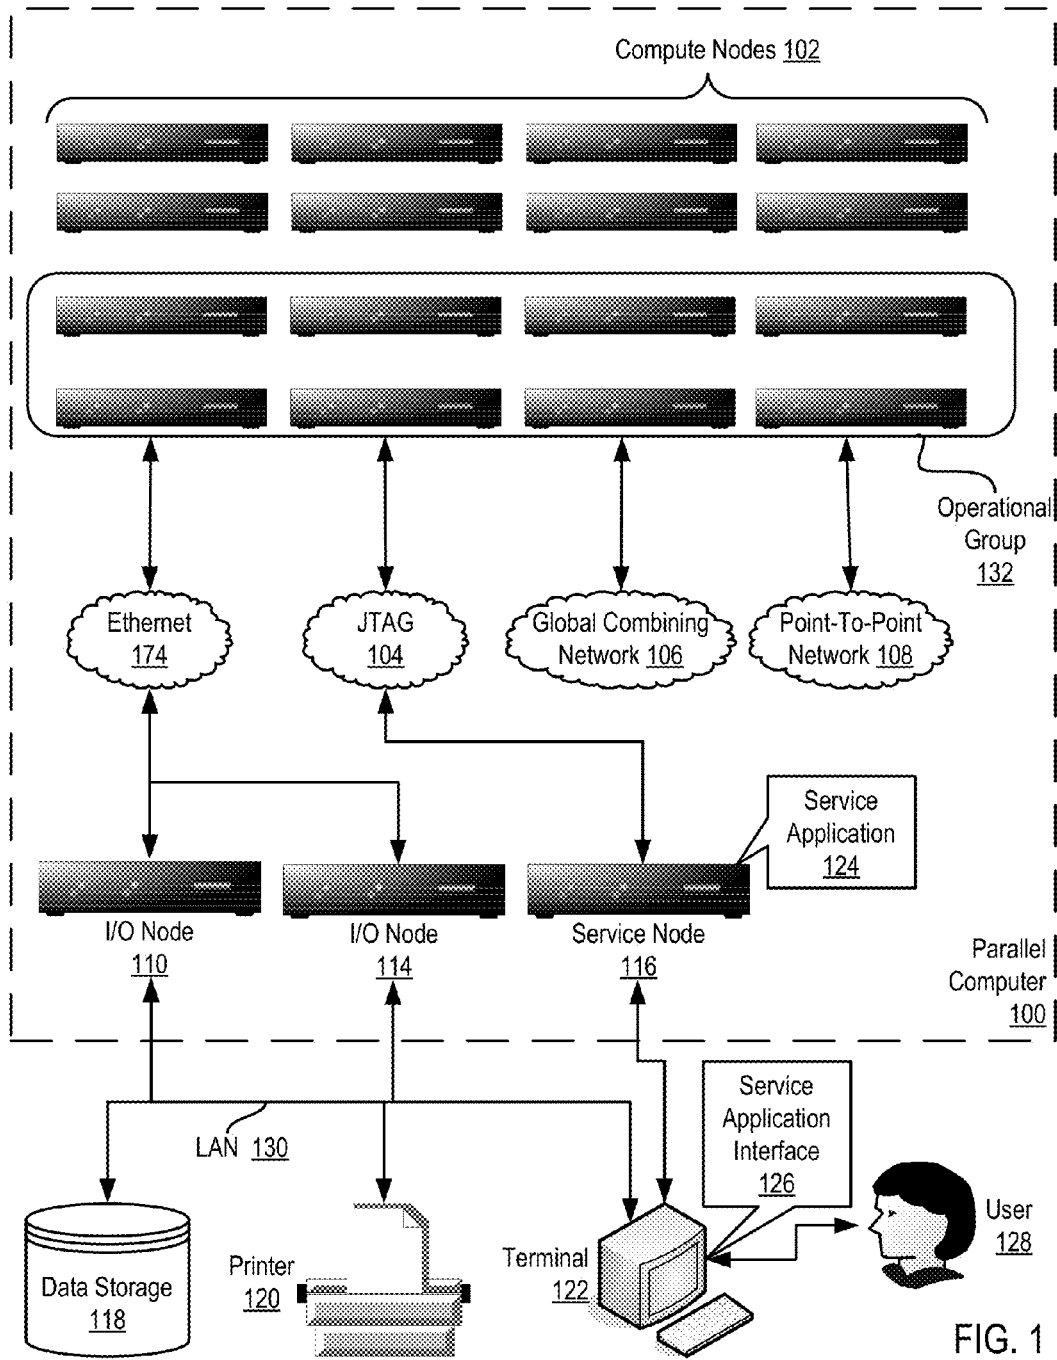 Compute Nodes 102
Operational
Group
132
Ethernet
174
JTAG
104
Global Combining
Network 106
Point-To-Point
Network 108
Service
Application
124
I/O Node
110
I/O Node
114
Service Node
116
Parallel
Computer
100
LAN 130
Service
Application
Interface
126
Data Storage
118
Printer
120
Terminal
122
User
128
FIG. 1